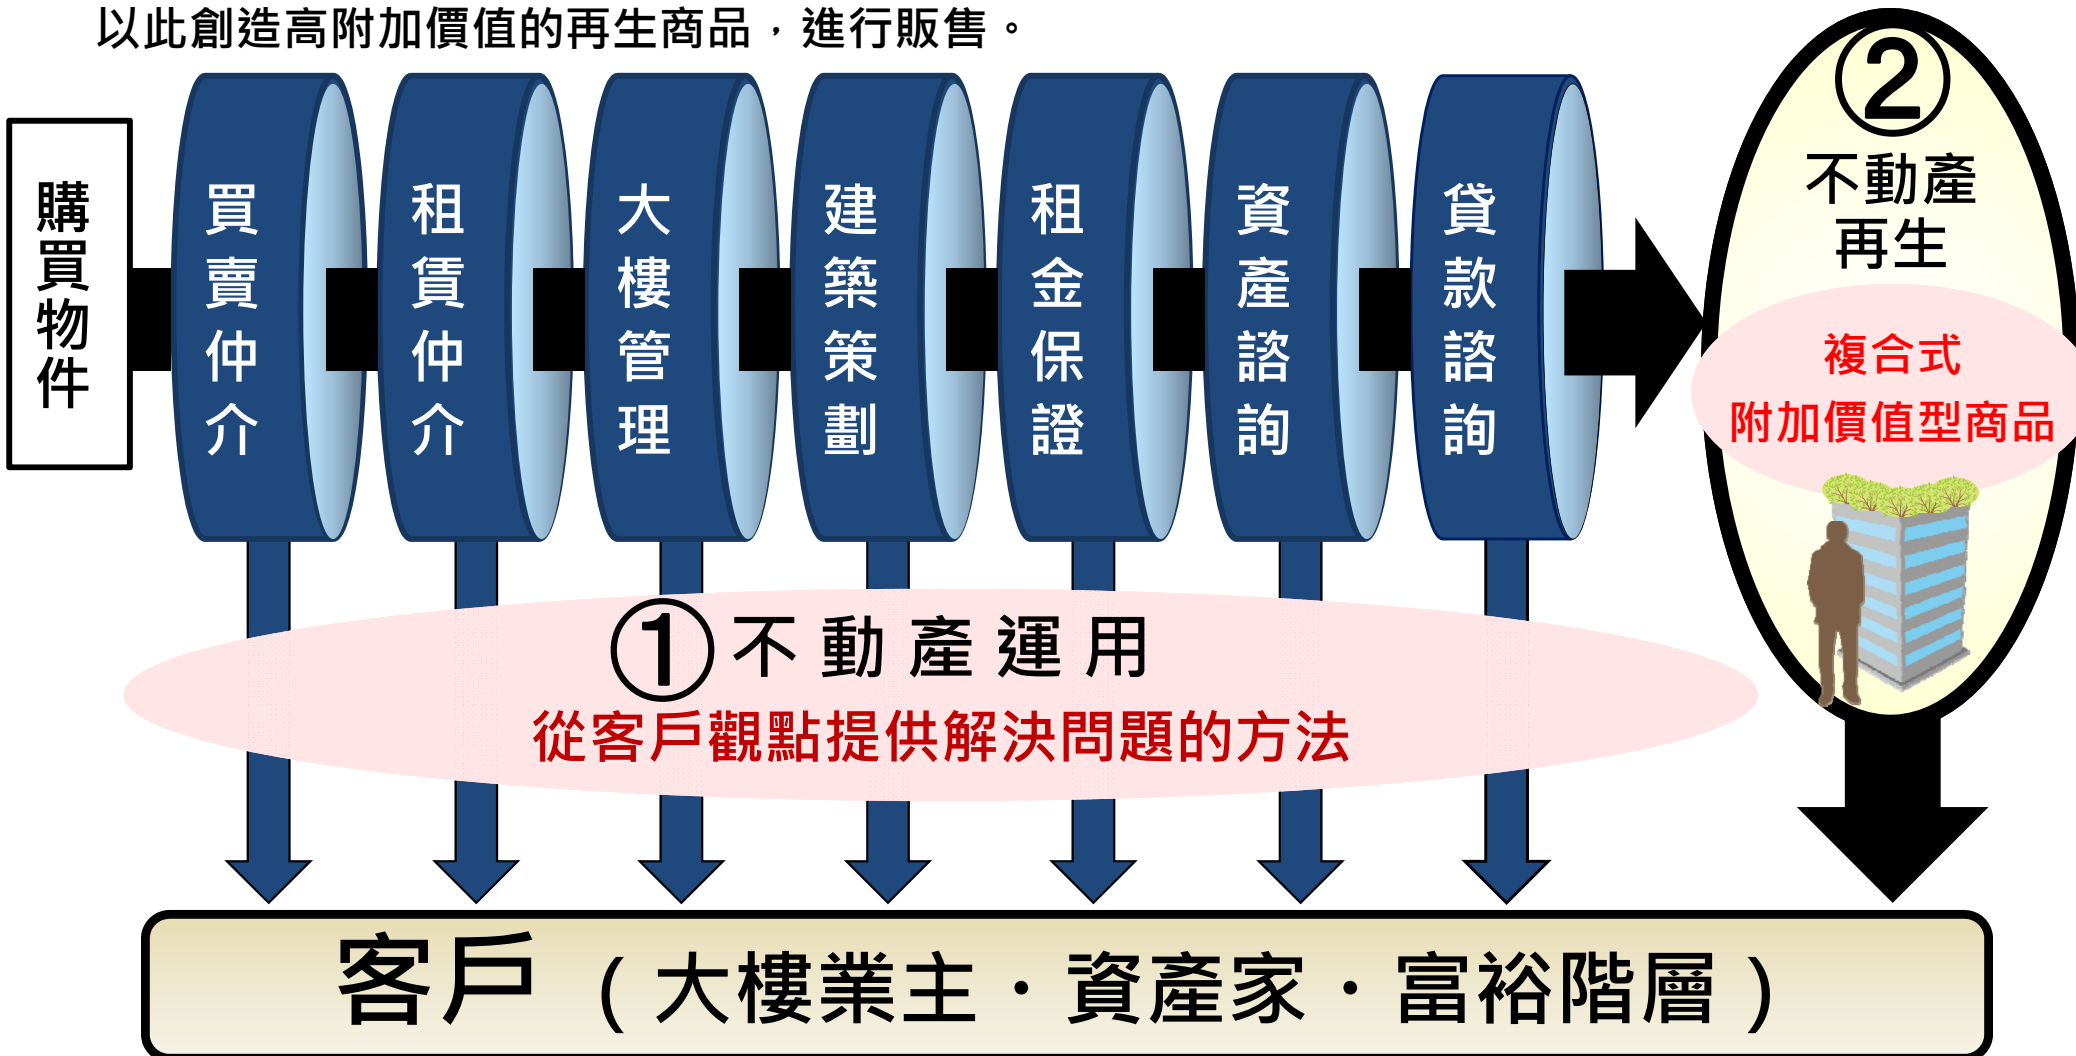 以此創造高附加價值的再生商品，進行販售。
購買物件
買賣仲介
租賃仲介
大樓管理
建築策劃
租金保證
資產諮詢
貸款諮詢
②
不動產
再生
複合式
附加價值型商品
①不動產運用
從客戶觀點提供解決問題的方法
客戶（大樓業主・資產家・富裕階層）